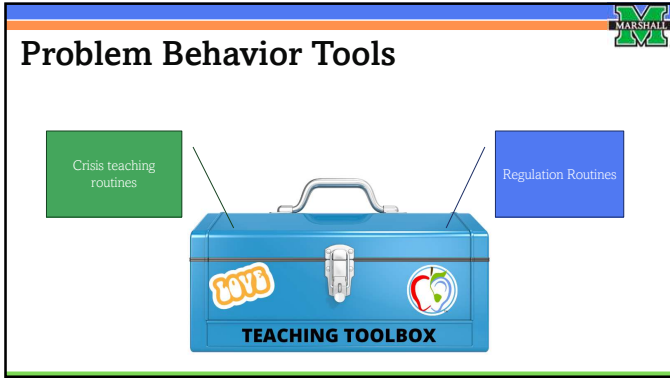 MARSHALL
Problem Behavior Tools
Crisis teaching
routines
Regulation Routines
LOVE
TEACHING TOOLBOX